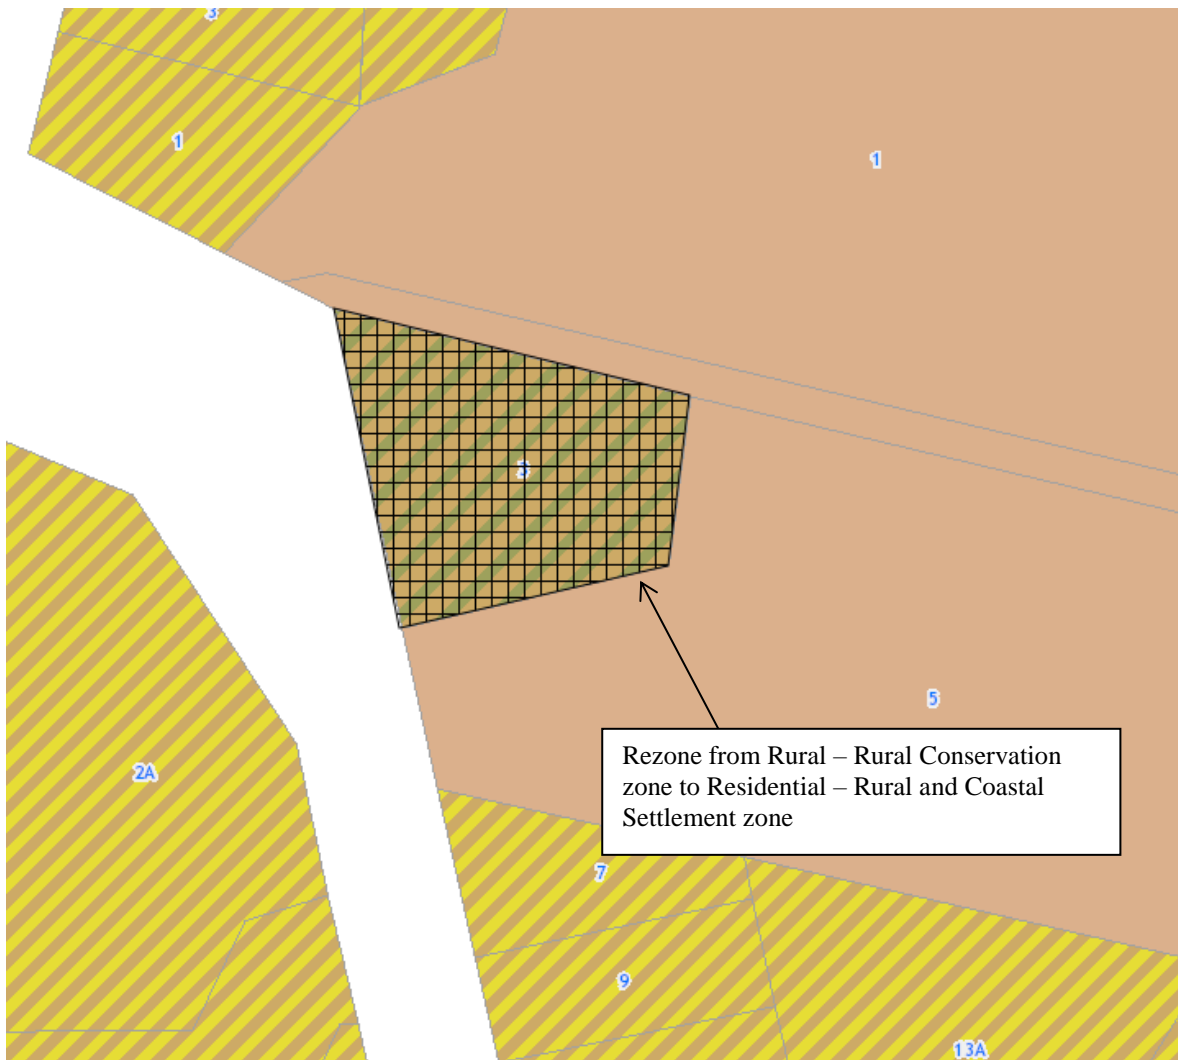 3
1
1
3
5
Rezone from Rural – Rural Conservation
zone to Residential – Rural and Coastal
Settlement zone
2A
7
9
13A